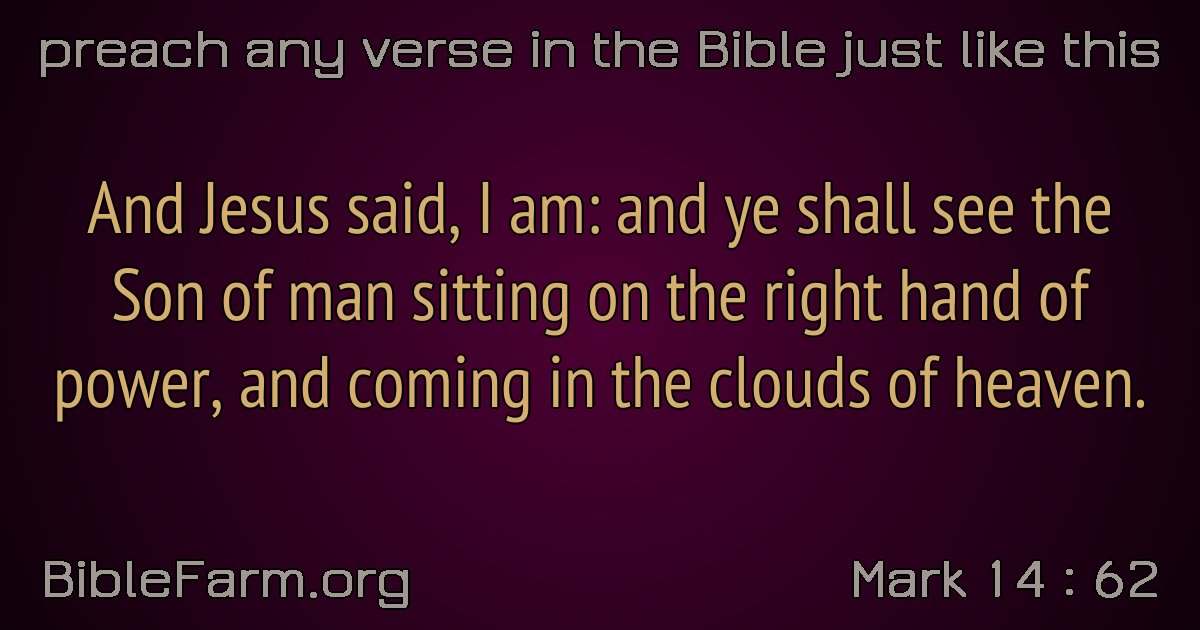 preach any verse in the Bible just like this
And Jesus said, I am: and ye shall see the
Son of man sitting on the right hand of
power, and coming in the clouds of heaven.
BibleFarm.org
Mark 14 : 62